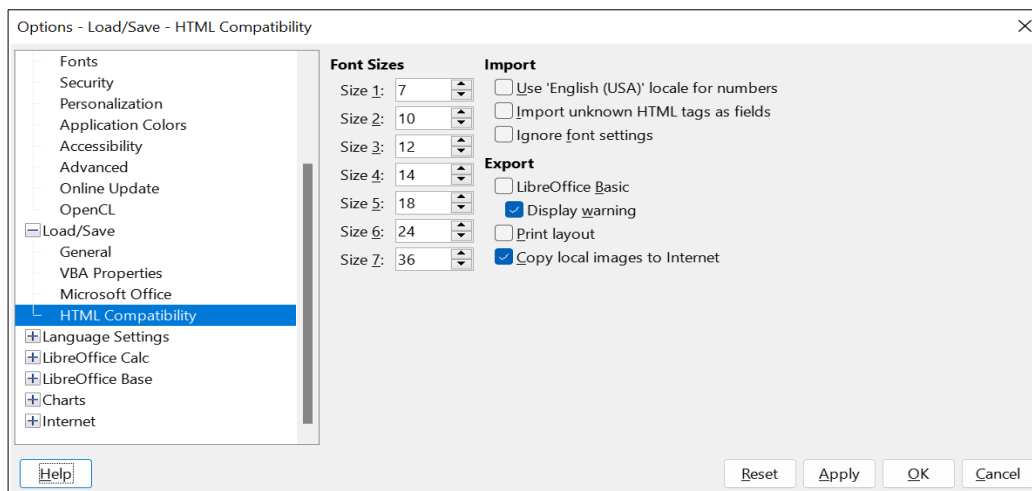 Options - Load/Save - HTML Compatibility
Fonts
Security
Personalization
Application Colors
Accessibility
Advanced
Online Update
OpenCL
Load/Save
General
VBA Properties
Microsoft Office
HTML Compatibility
Language Settings
LibreOffice Calc
LibreOffice Base
Charts
Internet
Font Sizes
Size 1: 7
Size 2: 10
Size 3: 12
Size 4: 14
Size 5: 18
Size 6: 24
Size 7: 36
Import
Use 'English (USA)' locale for numbers
Import unknown HTML tags as fields
Ignore font settings
Export
LibreOffice Basic
Display warning
Print layout
Copy local images to Internet
Help
Reset
Apply
OK
Cancel